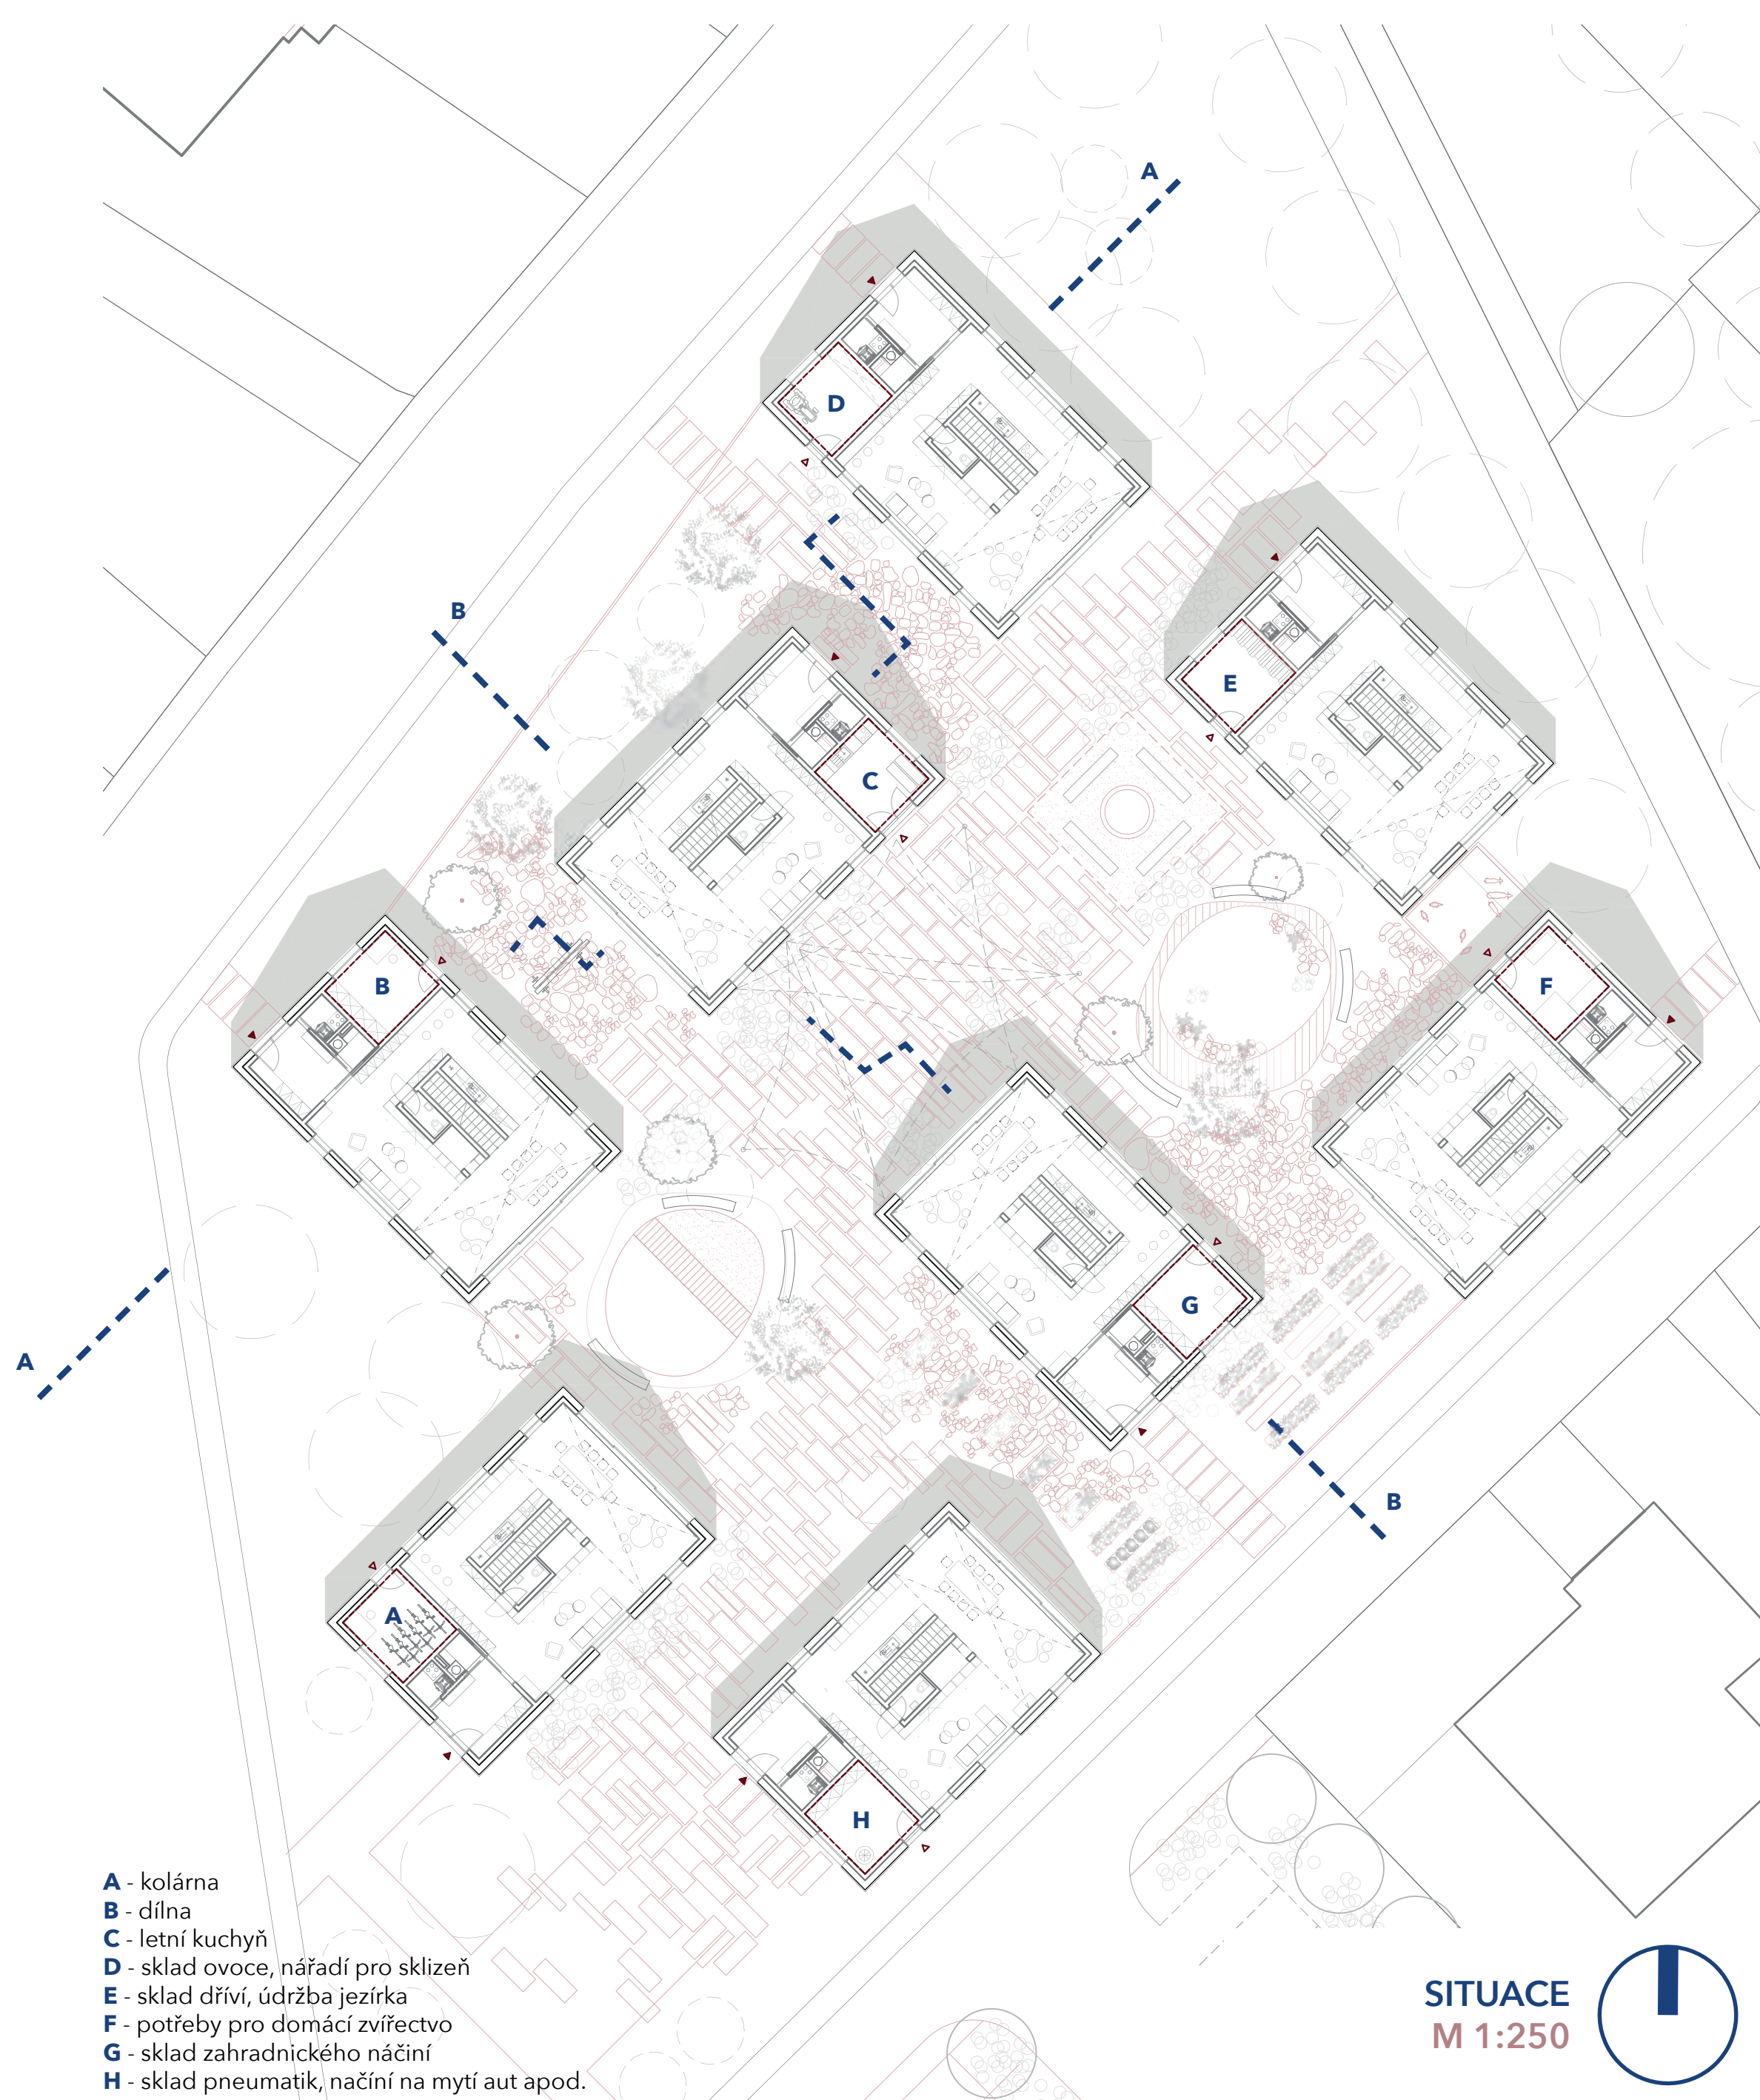 A
D
B
E
C
B
F
G
A
B
A
H
A - kolárna
B - dílna
C - letní kuchyň
D - sklad ovoce, nářadí pro sklizeň
E - sklad dříví, údržba jezírka
F - potřeby pro domácí zvířectvo
G - sklad zahradnického náčiní
H - sklad pneumatik, načíní na mytí aut apod.
SITUACE
M 1:250